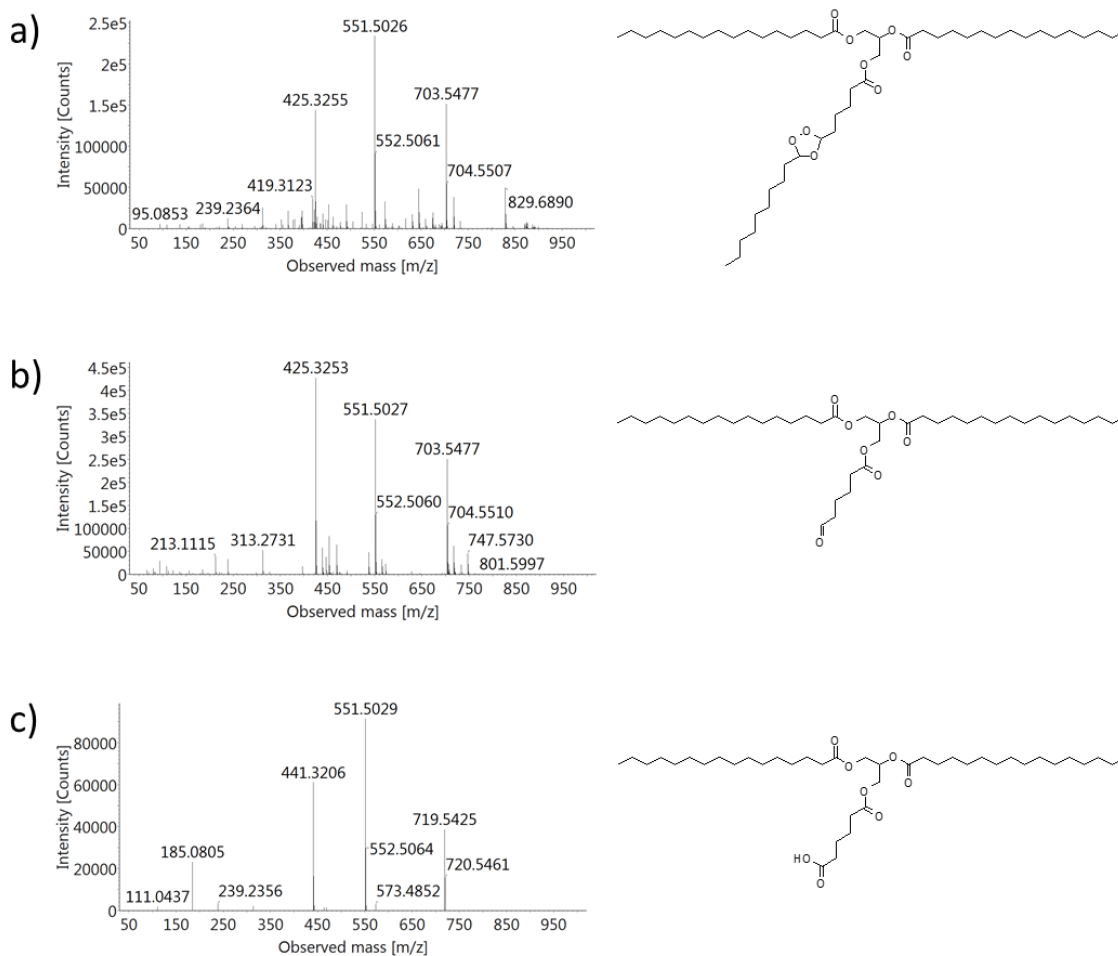 a)
2.5e5
1.5e5
100000
50000
0
Intensity [Counts]
551.5026
425.3255
703.5477
552.5061
704.5507
419.3123
829.6890
239.2364
95.0853
50 150 250 350 450 550 650 750 850 950
Observed mass [m/z]
O
O O
O O
O
O O
O
O
b)
4.5e5
4e5
3.5e5
3e5
2.5e5
2e5
1.5e5
100000
50000
0
Intensity [Counts]
425.3253
551.5027
703.5477
552.5060
704.5510
213.1115
313.2731
747.5730
801.5997
50 150 250 350 450 550 650 750 850 950
Observed mass [m/z]
O
O O
O O
O
O
c)
80000
60000
40000
20000
0
Intensity [Counts]
551.5029
441.3206
719.5425
552.5064
185.0805
720.5461
573.4852
239.2356
111.0437
50 150 250 350 450 550 650 750 850 950
Observed mass [m/z]
O
O O
O O
O
HO
O